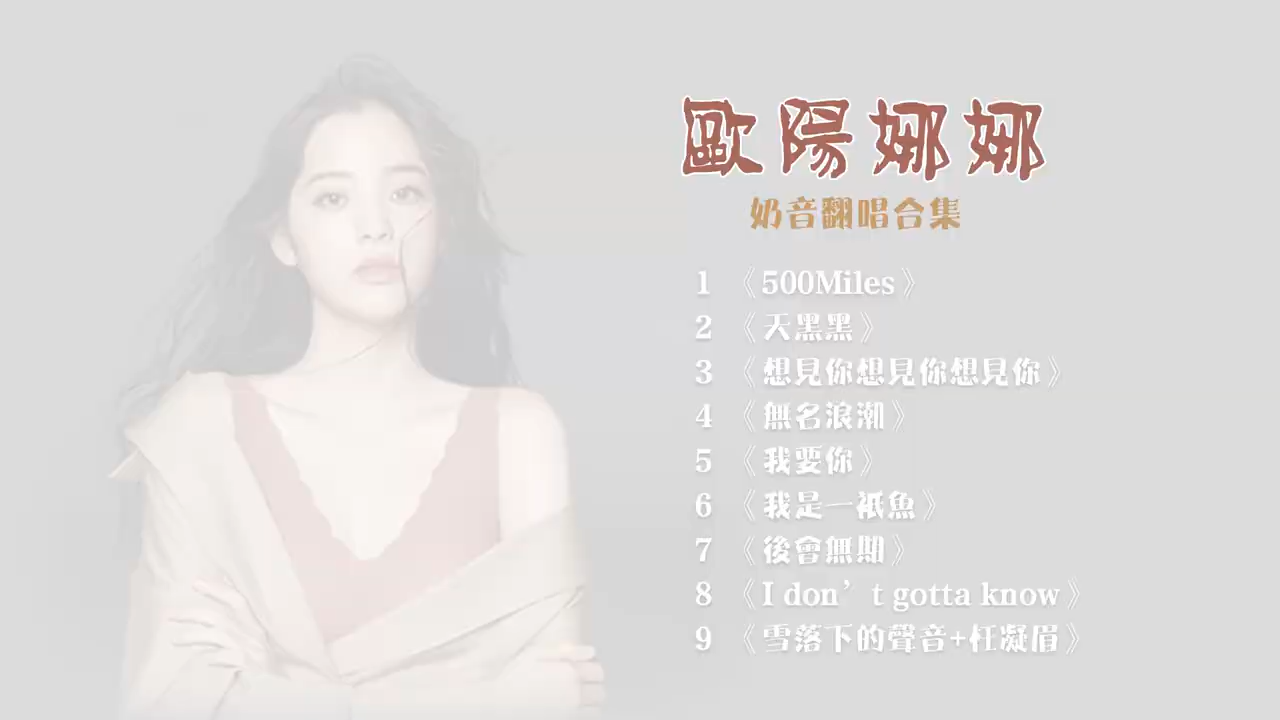 歐陽娜娜
奶音翻唱合集
1 《500Miles》
2 《天黑黑》
3 《想見你想見你想見你》
4 《無名浪潮》
5 《我要你》
6 《我是一衹魚》
7 《後會無期》
8 《I don’t gotta know》
9 《雪落下的聲音+枉凝眉》